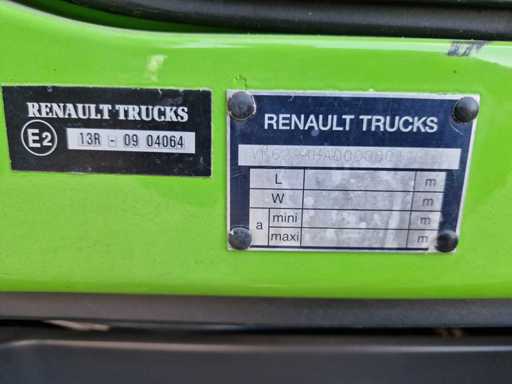 RENAULT TRUCKS
E2 13R - 09 04064
RENAULT TRUCKS
L m
W m
a mini m
maxi m